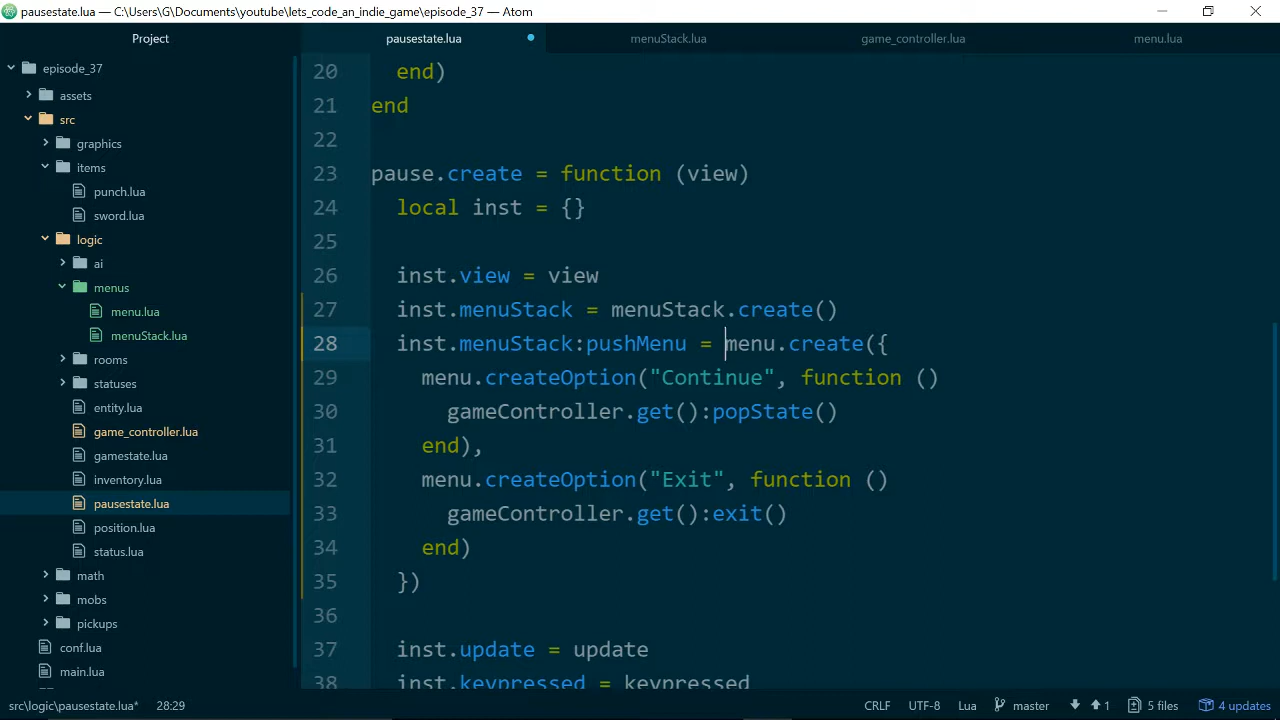 pausestate.lua — C:\Users\G\Documents\youtube\lets_code_an_indie_game\episode_37 — Atom
Project
pausestate.lua
menuStack.lua
game_controller.lua
menu.lua
episode_37
assets
src
graphics
items
punch.lua
sword.lua
logic
ai
menus
menu.lua
menuStack.lua
rooms
statuses
entity.lua
game_controller.lua
gamestate.lua
inventory.lua
pausestate.lua
position.lua
status.lua
math
mobs
pickups
conf.lua
main.lua
20 end)
21 end
22
23 pause.create = function (view)
24 local inst = {}
25
26 inst.view = view
27 inst.menuStack = menuStack.create()
28 inst.menuStack:pushMenu = menu.create({
29 menu.createOption("Continue", function ()
30 gameController.get():popState()
31 end),
32 menu.createOption("Exit", function ()
33 gameController.get():exit()
34 end)
35 })
36
37 inst.update = update
38 inst.keypressed = keypressed
src\logic\pausestate.lua* 28:29 CRLF UTF-8 Lua master 1 5 files 4 updates